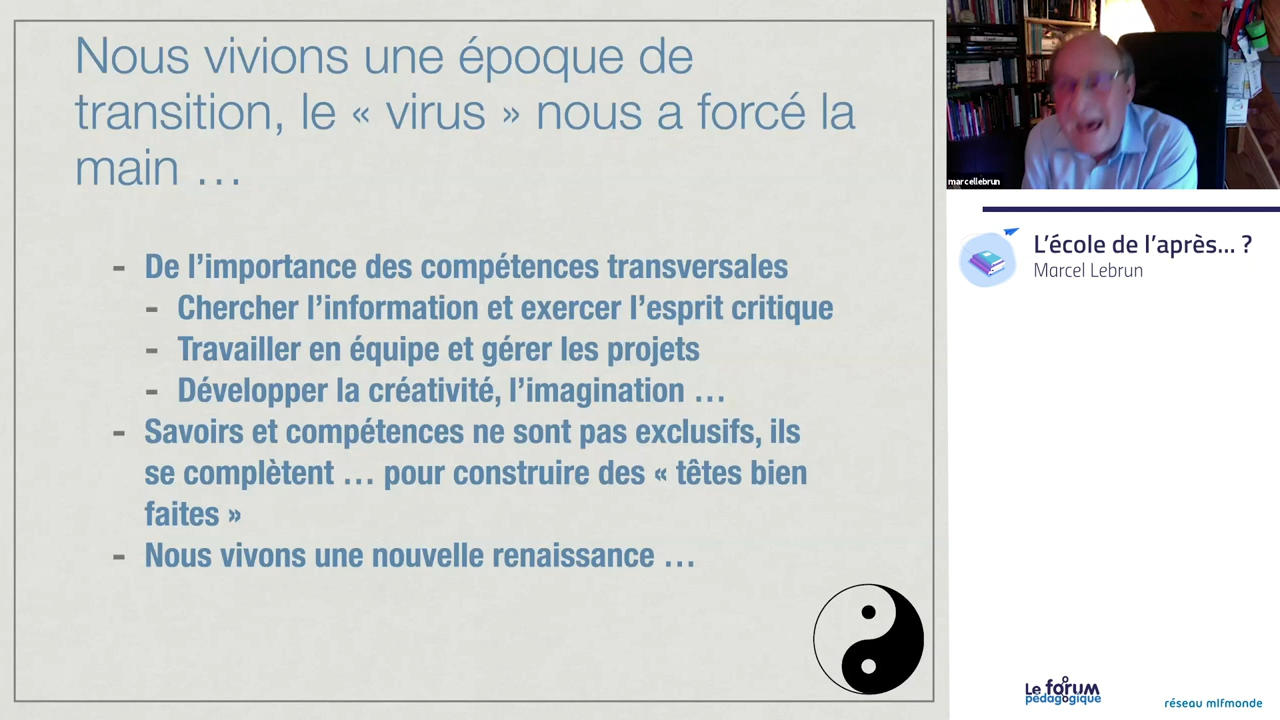 Nous vivions une époque de
transition, le « virus » nous a forcé la
main …
- De l’importance des compétences transversales
- Chercher l’information et exercer l’esprit critique
- Travailler en équipe et gérer les projets
- Développer la créativité, l’imagination …
- Savoirs et compétences ne sont pas exclusifs, ils
se complètent … pour construire des « têtes bien
faites »
- Nous vivons une nouvelle renaissance …
marcellebrun
L’école de l’après... ?
Marcel Lebrun
Le forum
pédagogique
réseau mlfmonde